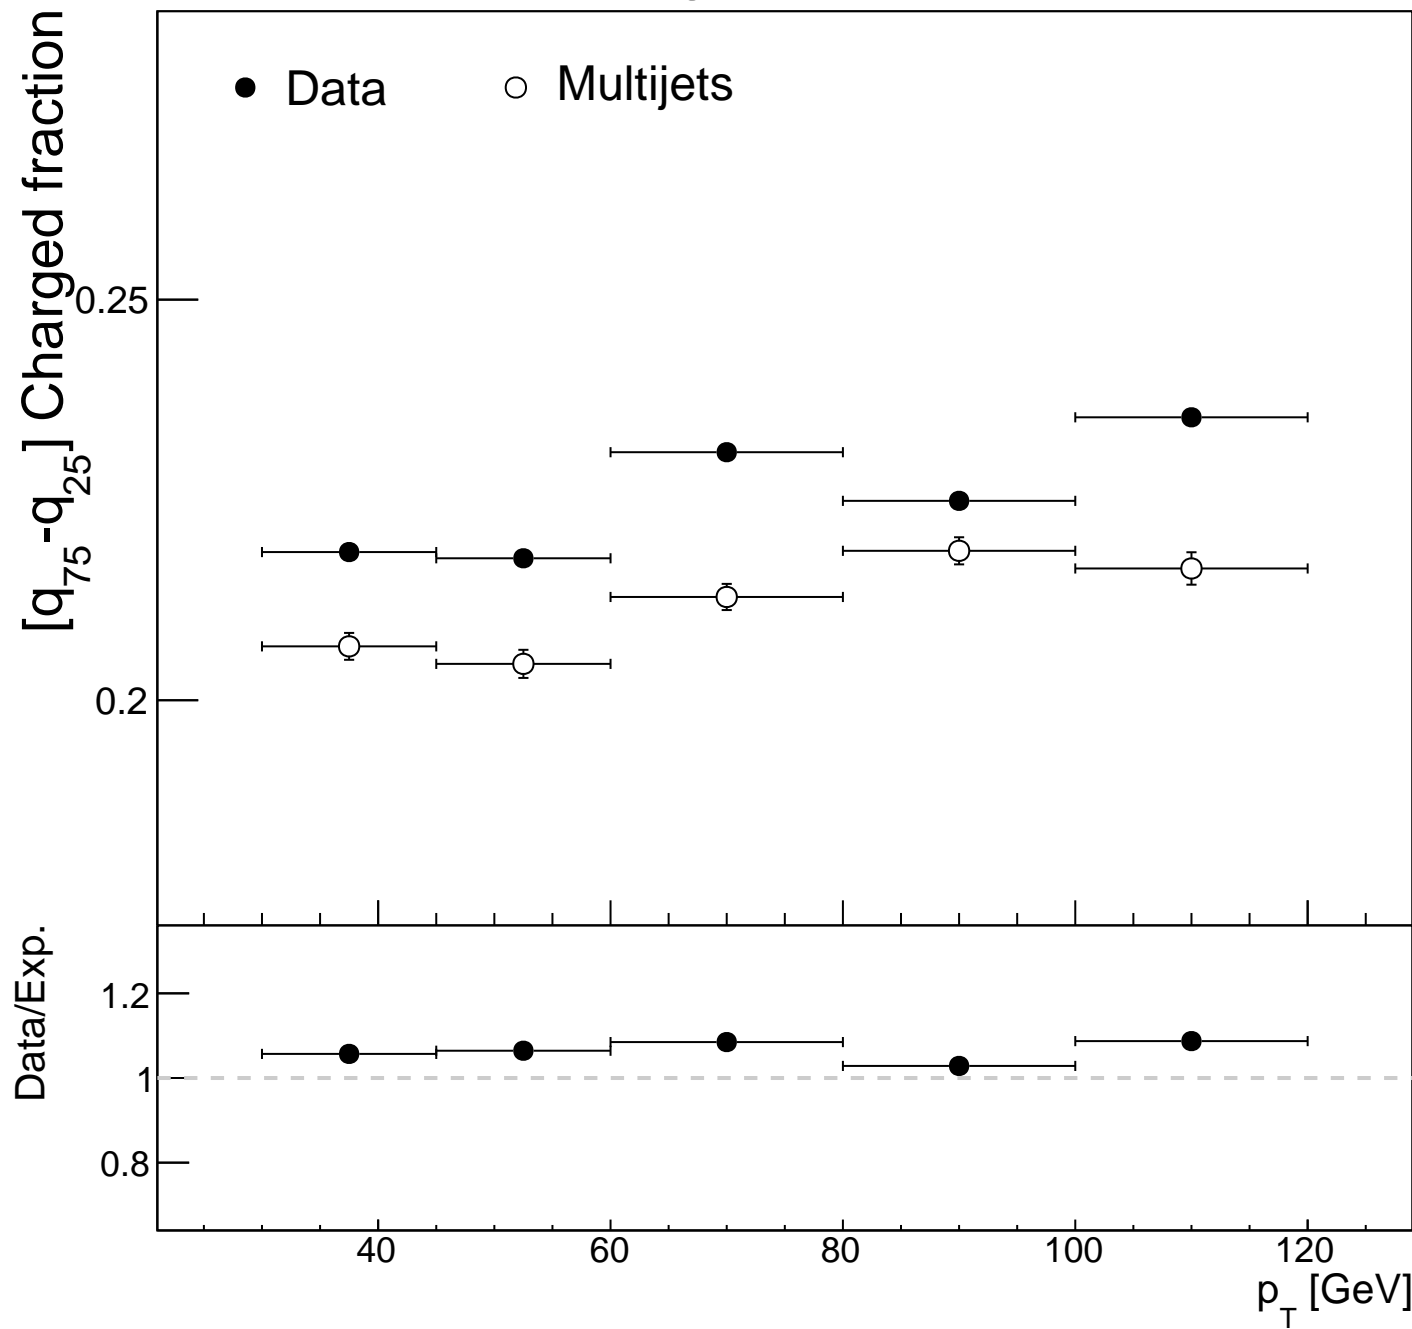 Data
Multijets
[q75-q25] Charged fraction
0.25
0.2
Data/Exp.
1.2
1
0.8
40 60 80 100 120
pT [GeV]